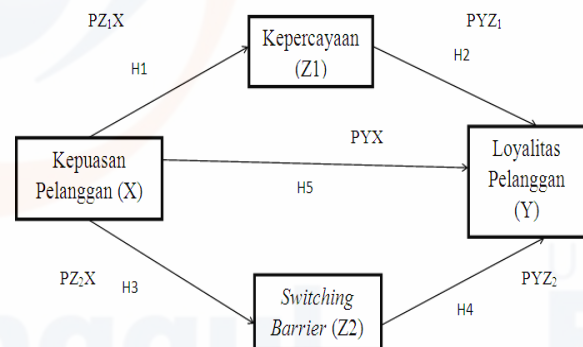 PZ₁X
PYZ₁
Kepercayaan
(Z1)
H1
H2
PYX
Kepuasan
Pelanggan (X)
Loyalitas
Pelanggan
(Y)
H5
PZ₂X
H3
Switching
Barrier (Z2)
H4
PYZ₂